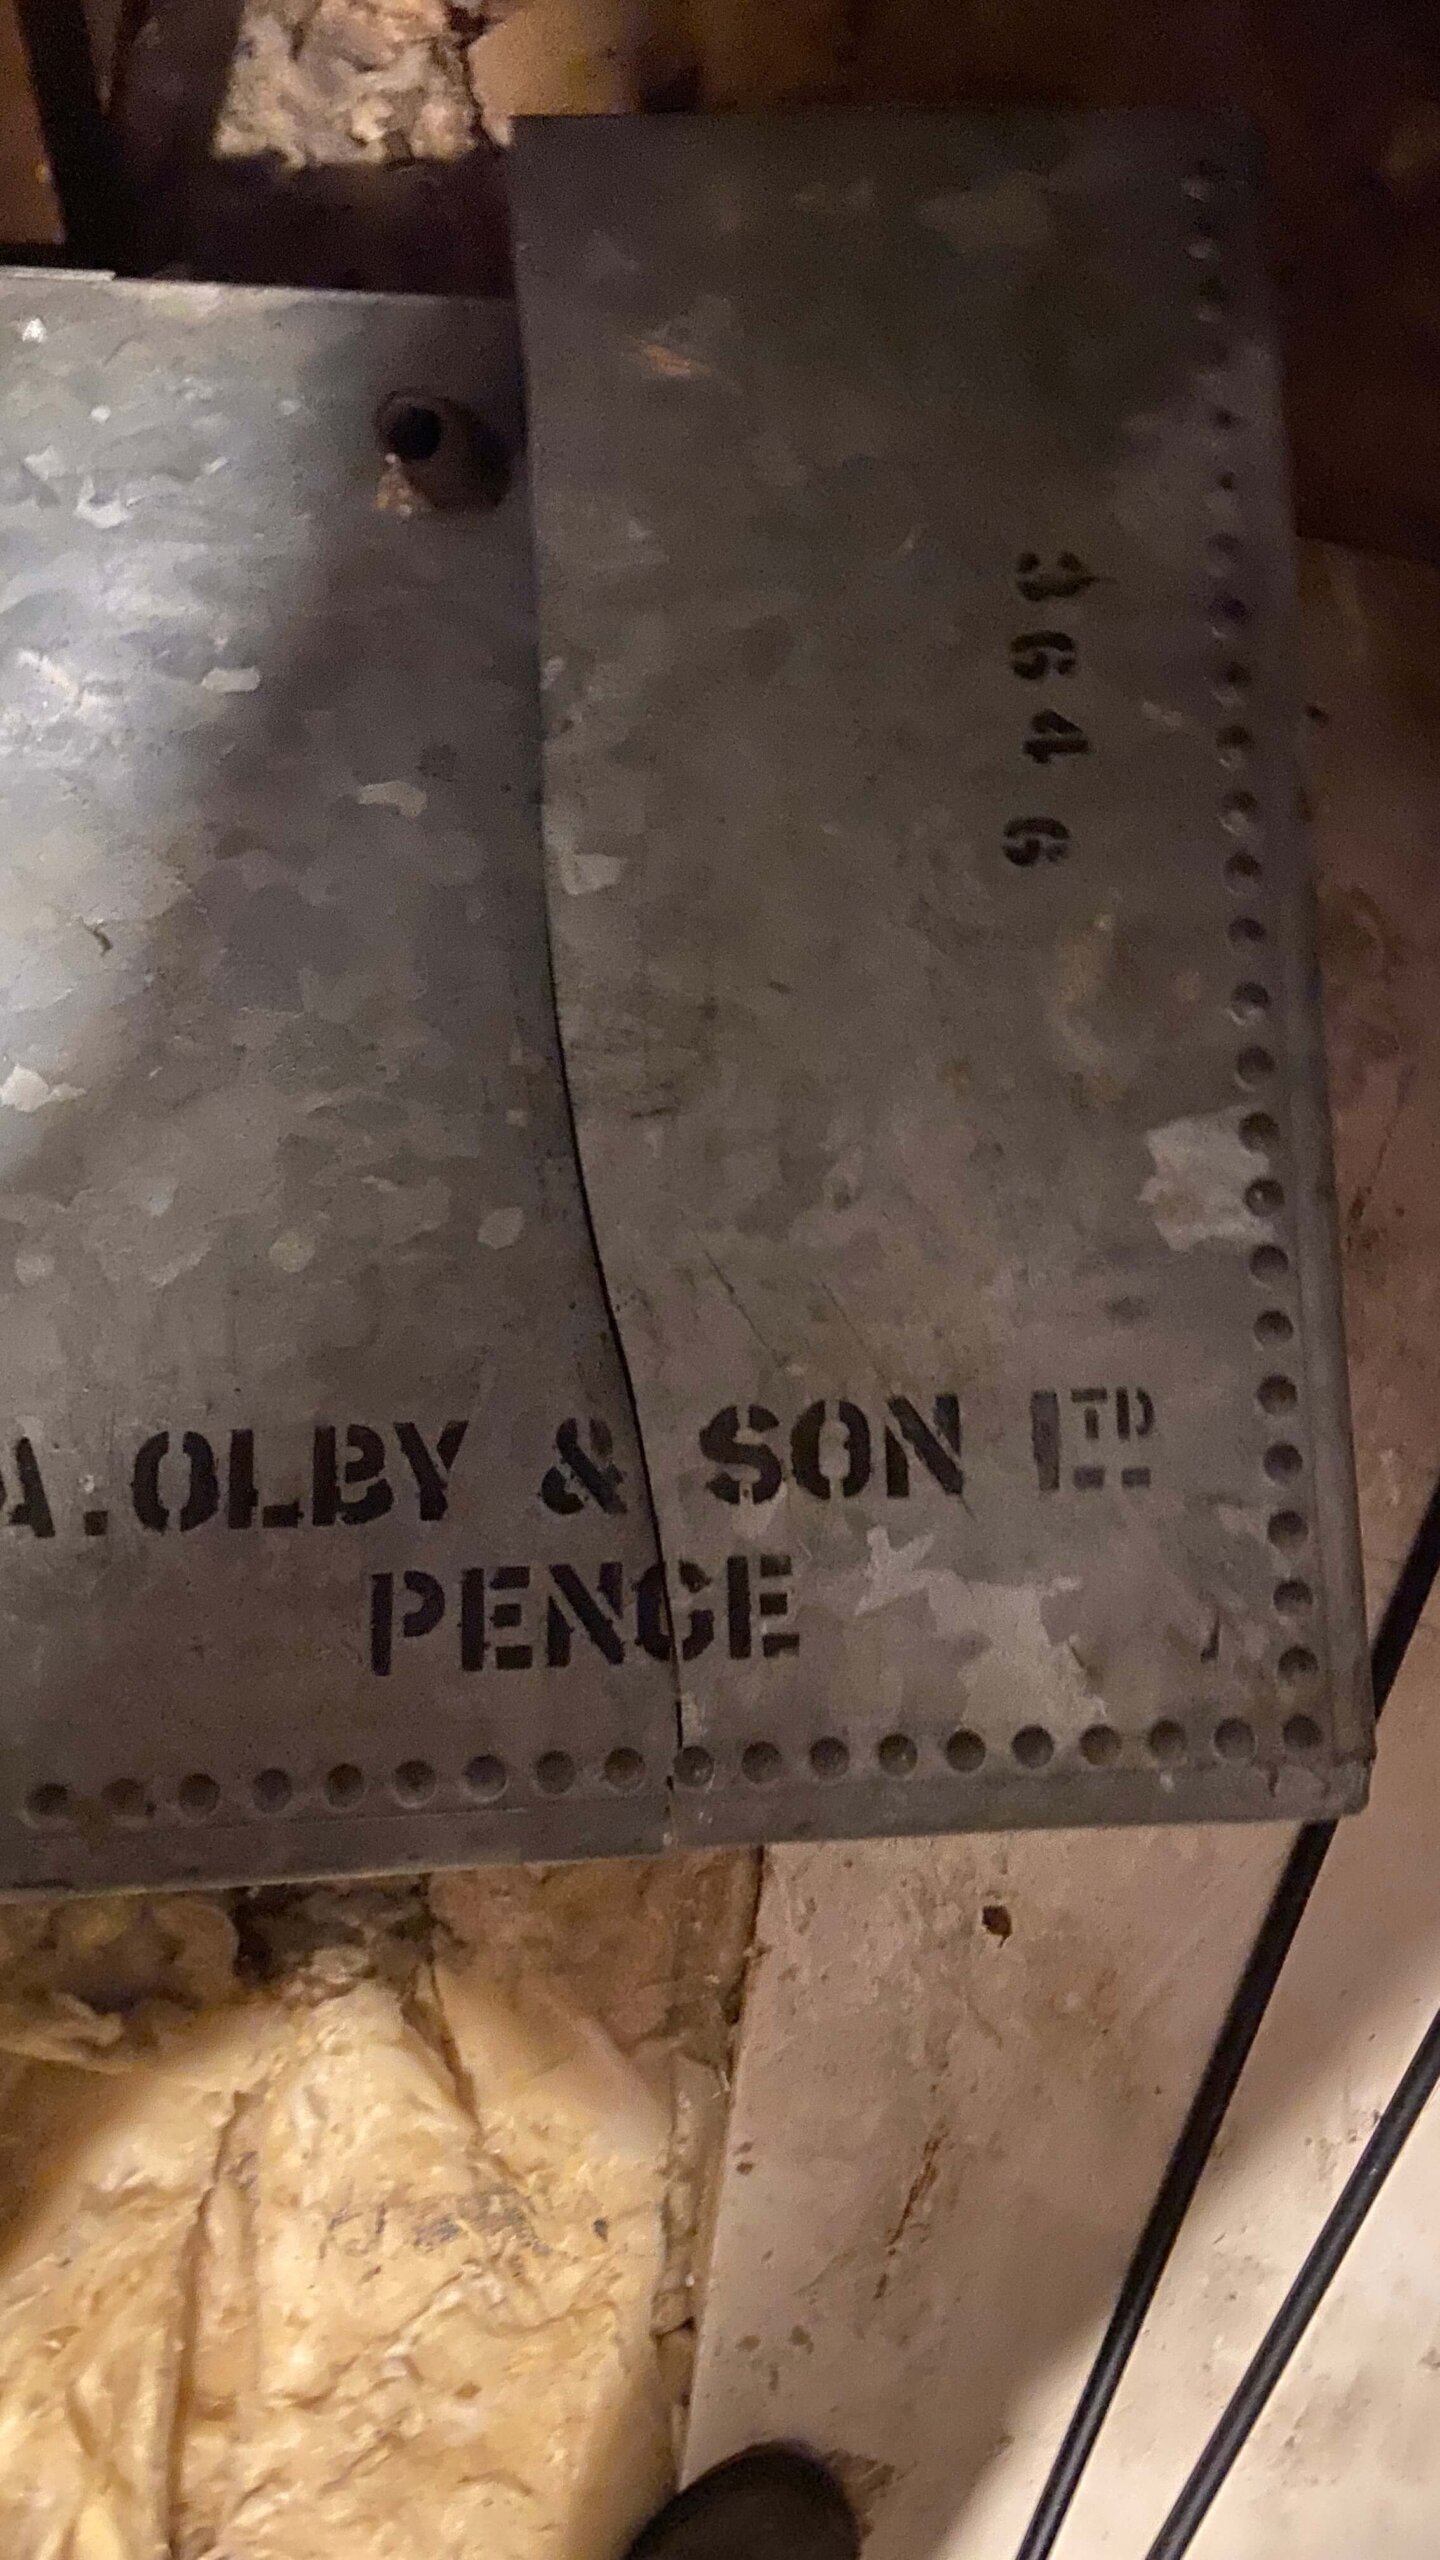 3646
A. OLBY & SON LTD
PENGE